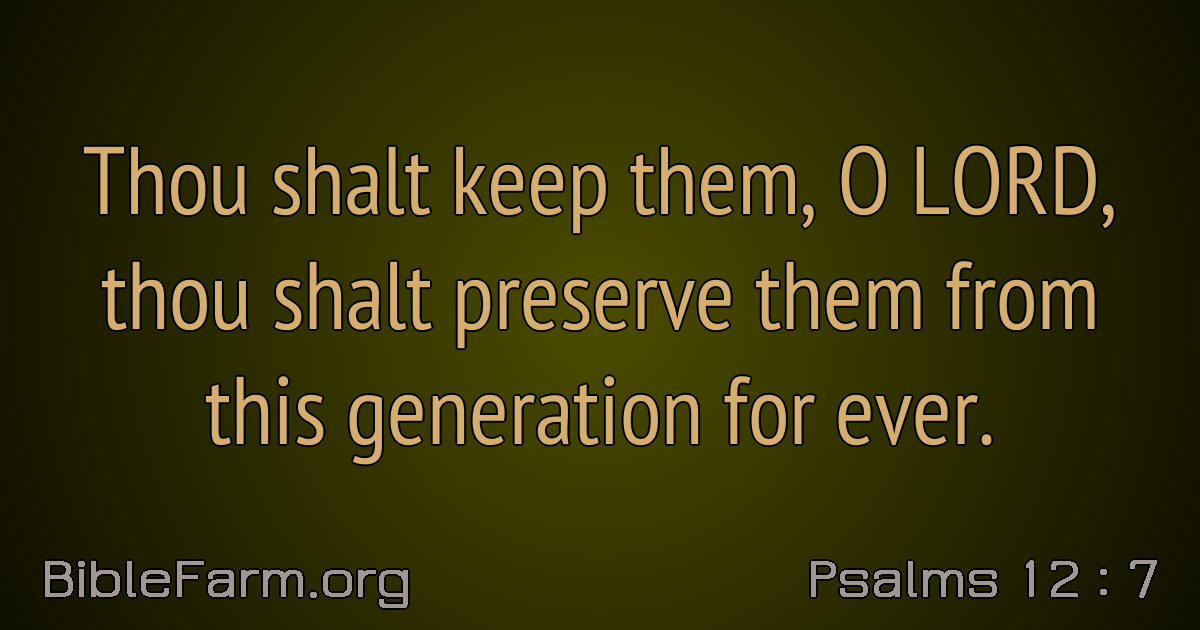 Thou shalt keep them, O LORD,
thou shalt preserve them from
this generation for ever.
BibleFarm.org
Psalms 12 : 7